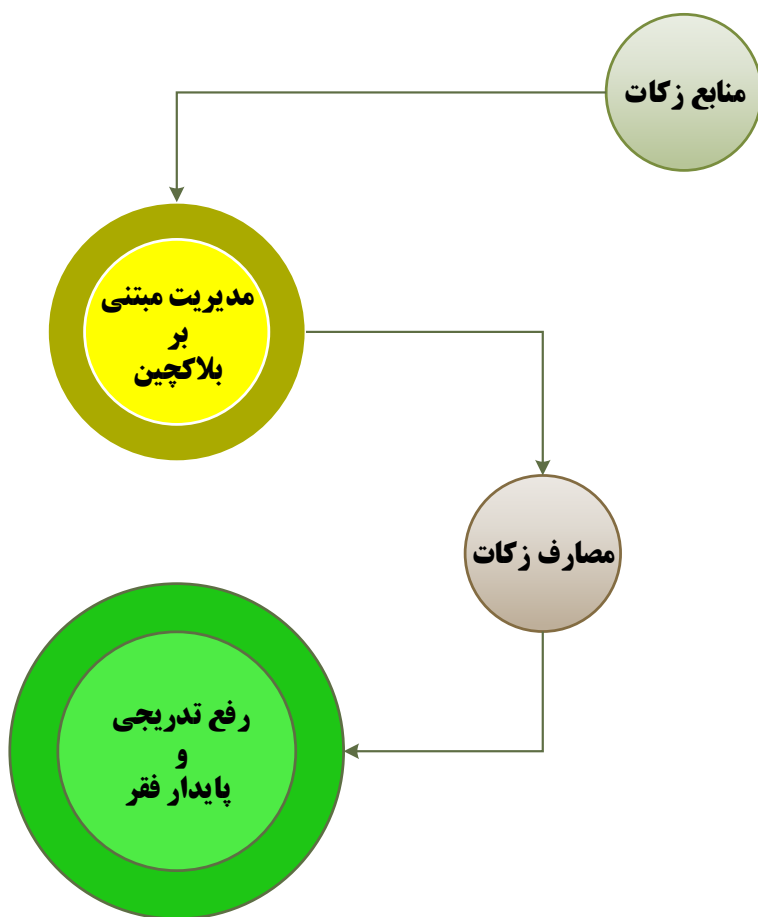 منابع زکات
مدیریت مبتنی
بر
بلاکچین
مصارف زکات
رفع تدریجی
و
پایدار فقر